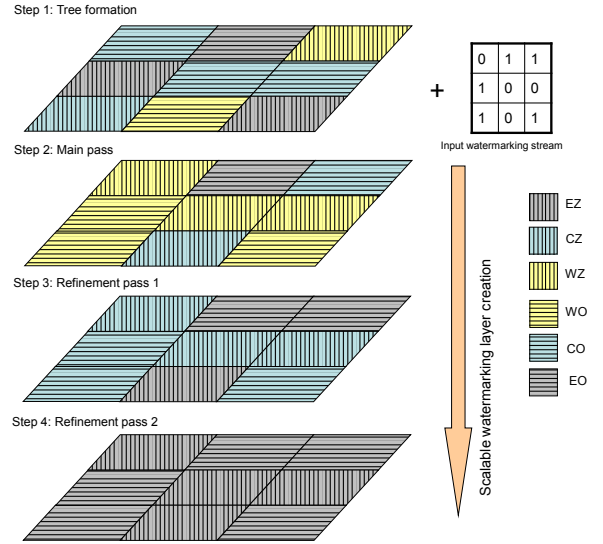 Step 1: Tree formation
0 1 1
1 0 0
1 0 1
+
Input watermarking stream
Step 2: Main pass
Step 3: Refinement pass 1
Step 4: Refinement pass 2
EZ
CZ
WZ
WO
CO
EO
Scalable watermarking layer creation